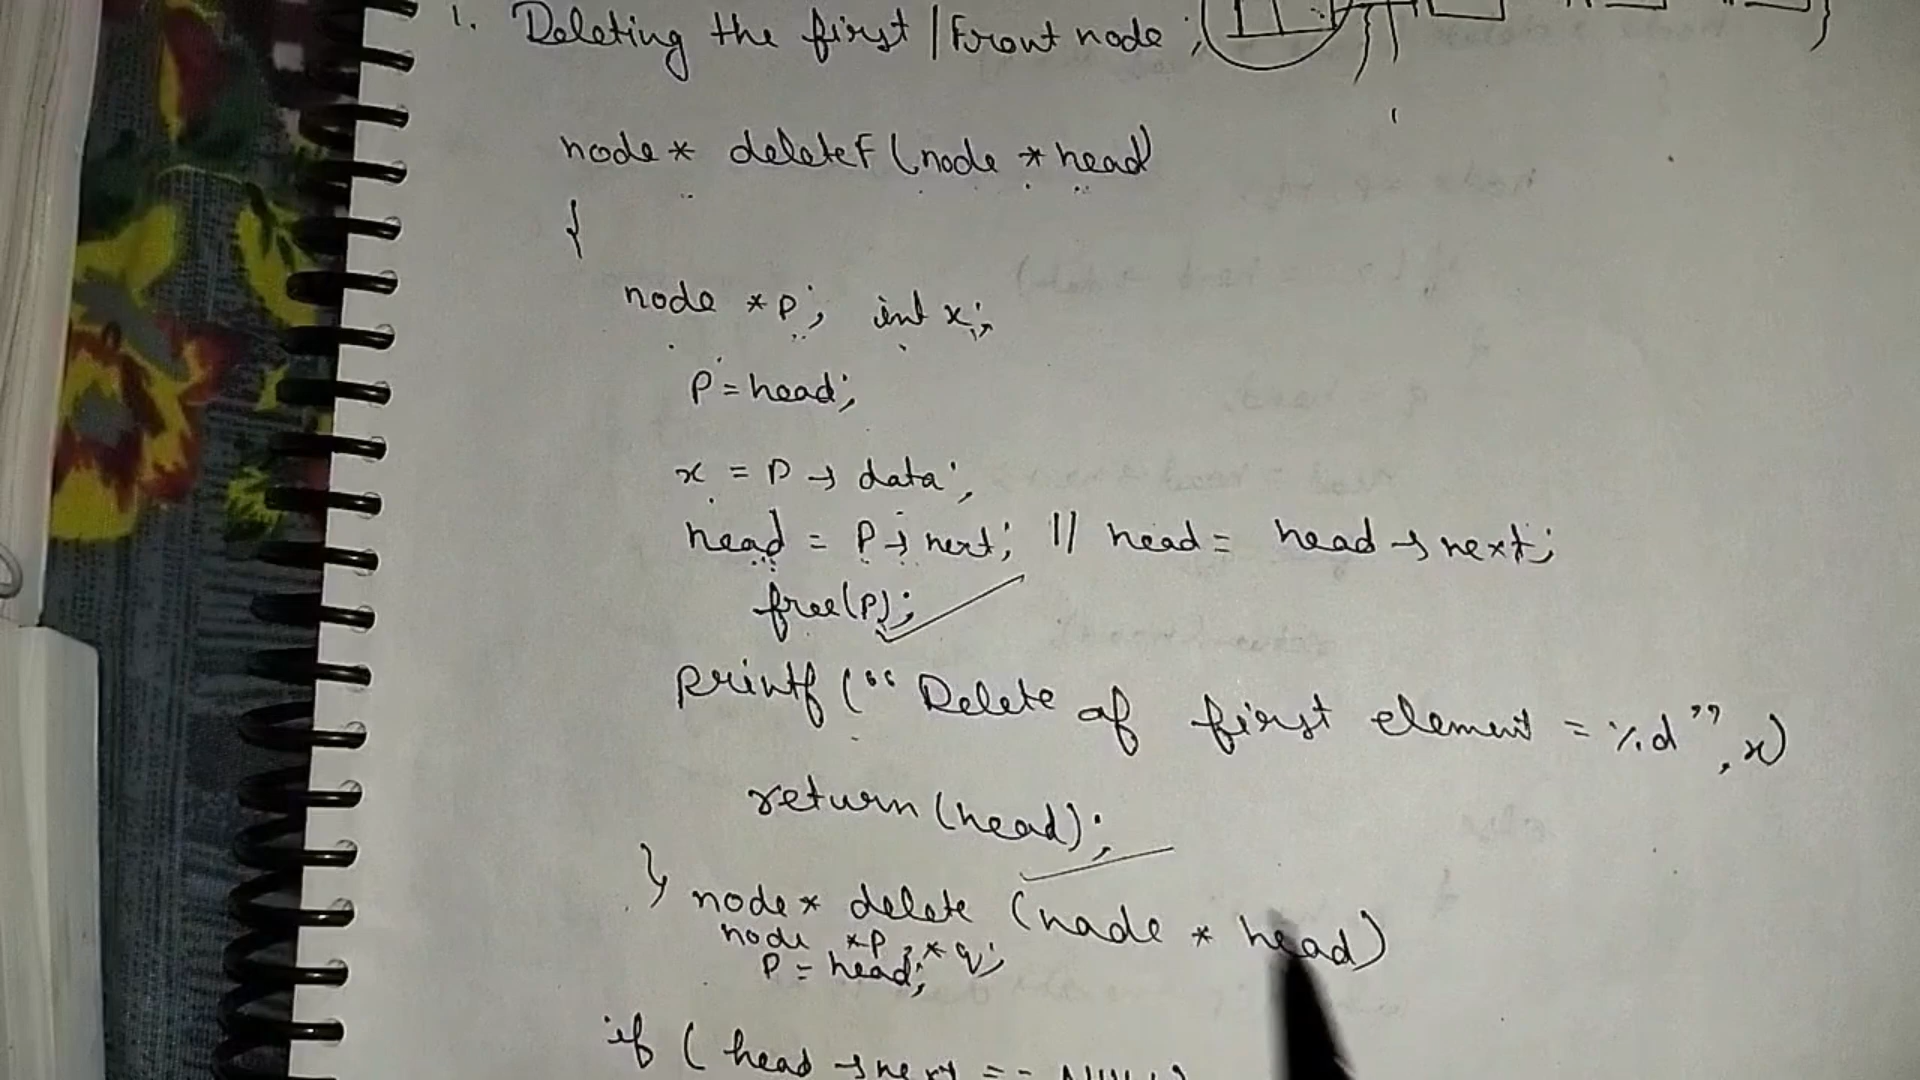 1. Deleting the first / Front node ;
node * deleteF (node * head)
{
node *p; int x;
p = head;
x = p → data;
head = p → next; // head = head → next;
free(p);
printf (" Delete of first element = %d ", x)
return (head);
} node * delete (node * head)
node *p, *q;
p = head;
if ( head → next == NULL)